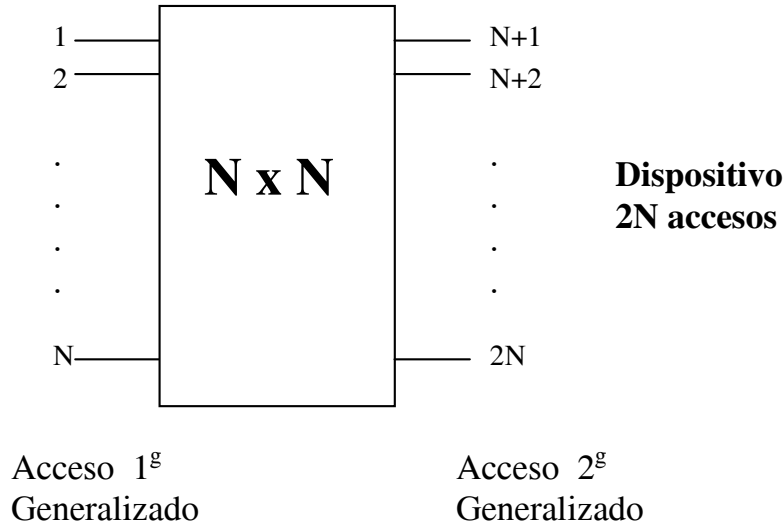 1 N+1
2 N+2
N x N
Dispositivo
2N accesos
N 2N
Acceso 1g
Generalizado
Acceso 2g
Generalizado